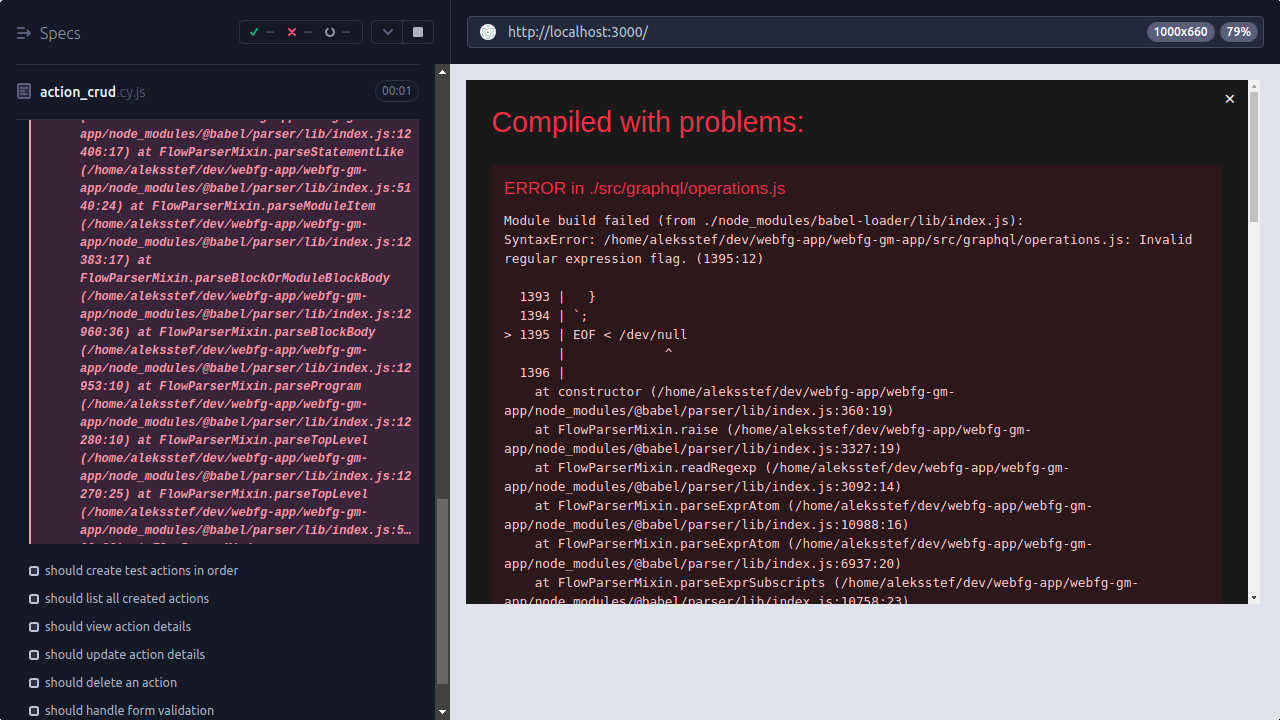 Specs
-- -- --
http://localhost:3000/
1000x660
79%
action_crud.cy.js
00:01
app/node_modules/@babel/parser/lib/index.js:12
406:17) at FlowParserMixin.parseStatementLike
(/home/aleksstef/dev/webfg-app/webfg-gm-
app/node_modules/@babel/parser/lib/index.js:51
40:24) at FlowParserMixin.parseModuleItem
(/home/aleksstef/dev/webfg-app/webfg-gm-
app/node_modules/@babel/parser/lib/index.js:12
383:17) at
FlowParserMixin.parseBlockOrModuleBlockBody
(/home/aleksstef/dev/webfg-app/webfg-gm-
app/node_modules/@babel/parser/lib/index.js:12
960:36) at FlowParserMixin.parseBlockBody
(/home/aleksstef/dev/webfg-app/webfg-gm-
app/node_modules/@babel/parser/lib/index.js:12
953:10) at FlowParserMixin.parseProgram
(/home/aleksstef/dev/webfg-app/webfg-gm-
app/node_modules/@babel/parser/lib/index.js:12
280:10) at FlowParserMixin.parseTopLevel
(/home/aleksstef/dev/webfg-app/webfg-gm-
app/node_modules/@babel/parser/lib/index.js:12
270:25) at FlowParserMixin.parseTopLevel
(/home/aleksstef/dev/webfg-app/webfg-gm-
app/node_modules/@babel/parser/lib/index.js:5…
should create test actions in order
should list all created actions
should view action details
should update action details
should delete an action
should handle form validation
Compiled with problems:
×
ERROR in ./src/graphql/operations.js
Module build failed (from ./node_modules/babel-loader/lib/index.js):
SyntaxError: /home/aleksstef/dev/webfg-app/webfg-gm-app/src/graphql/operations.js: Invalid
regular expression flag. (1395:12)
  1393 |   }
  1394 | `;
> 1395 | EOF < /dev/null
       |             ^
  1396 |
    at constructor (/home/aleksstef/dev/webfg-app/webfg-gm-
app/node_modules/@babel/parser/lib/index.js:360:19)
    at FlowParserMixin.raise (/home/aleksstef/dev/webfg-app/webfg-gm-
app/node_modules/@babel/parser/lib/index.js:3327:19)
    at FlowParserMixin.readRegexp (/home/aleksstef/dev/webfg-app/webfg-gm-
app/node_modules/@babel/parser/lib/index.js:3092:14)
    at FlowParserMixin.parseExprAtom (/home/aleksstef/dev/webfg-app/webfg-gm-
app/node_modules/@babel/parser/lib/index.js:10988:16)
    at FlowParserMixin.parseExprAtom (/home/aleksstef/dev/webfg-app/webfg-gm-
app/node_modules/@babel/parser/lib/index.js:6937:20)
    at FlowParserMixin.parseExprSubscripts (/home/aleksstef/dev/webfg-app/webfg-gm-
app/node_modules/@babel/parser/lib/index.js:10758:23)